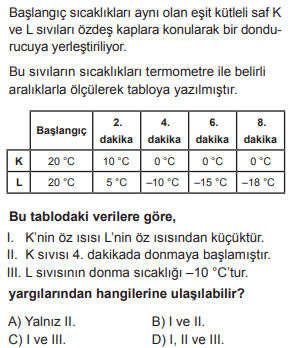 Başlangıç sıcaklıkları aynı olan eşit kütleli saf K
ve L sıvıları özdeş kaplara konularak bir dondu-
rucuya yerleştiriliyor.
Bu sıvıların sıcaklıkları termometre ile belirli
aralıklarla ölçülerek tabloya yazılmıştır.
Başlangıç 2. dakika 4. dakika 6. dakika 8. dakika
K 20 °C 10 °C 0 °C 0 °C 0 °C
L 20 °C 5 °C –10 °C –15 °C –18 °C
Bu tablodaki verilere göre,
I. K'nin öz ısısı L'nin öz ısısından küçüktür.
II. K sıvısı 4. dakikada donmaya başlamıştır.
III. L sıvısının donma sıcaklığı –10 °C'tur.
yargılarından hangilerine ulaşılabilir?
A) Yalnız II. B) I ve II.
C) I ve III. D) I, II ve III.